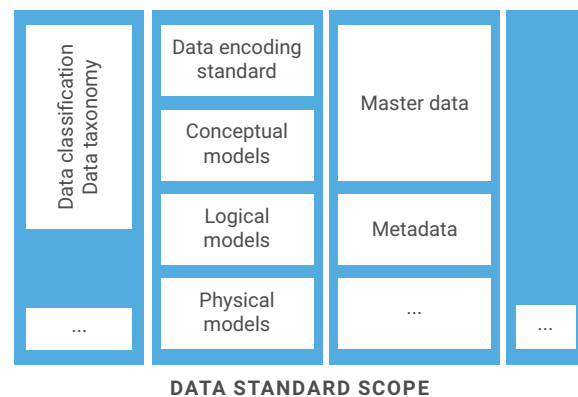 Data classification
Data taxonomy
...
Data encoding
standard
Conceptual
models
Logical
models
Physical
models
Master data
Metadata
...
...
DATA STANDARD SCOPE